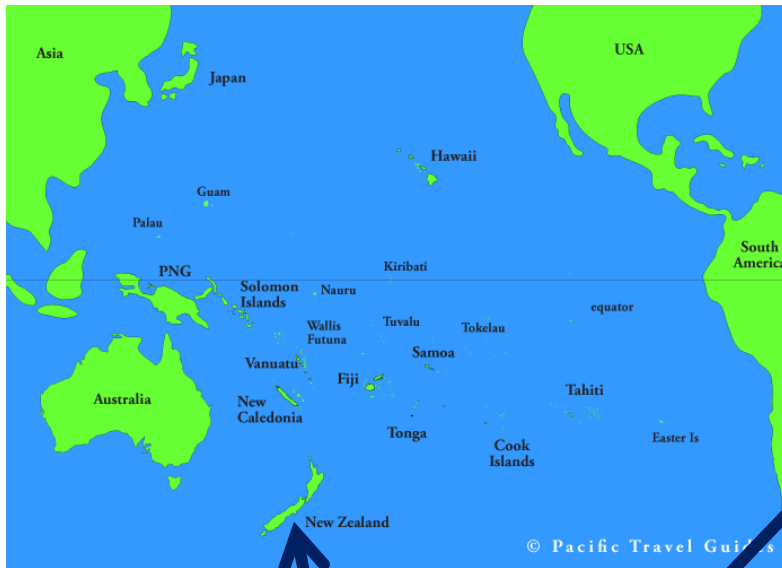 Asia
USA
Japan
Hawaii
Guam
Palau
South
America
PNG
Kiribati
Solomon
Islands
Nauru
equator
Wallis
Futuna
Tuvalu
Tokelau
Samoa
Vanuatu
Fiji
Tahiti
Australia
New
Caledonia
Tonga
Cook
Islands
Easter Is
New Zealand
© Pacific Travel Guides